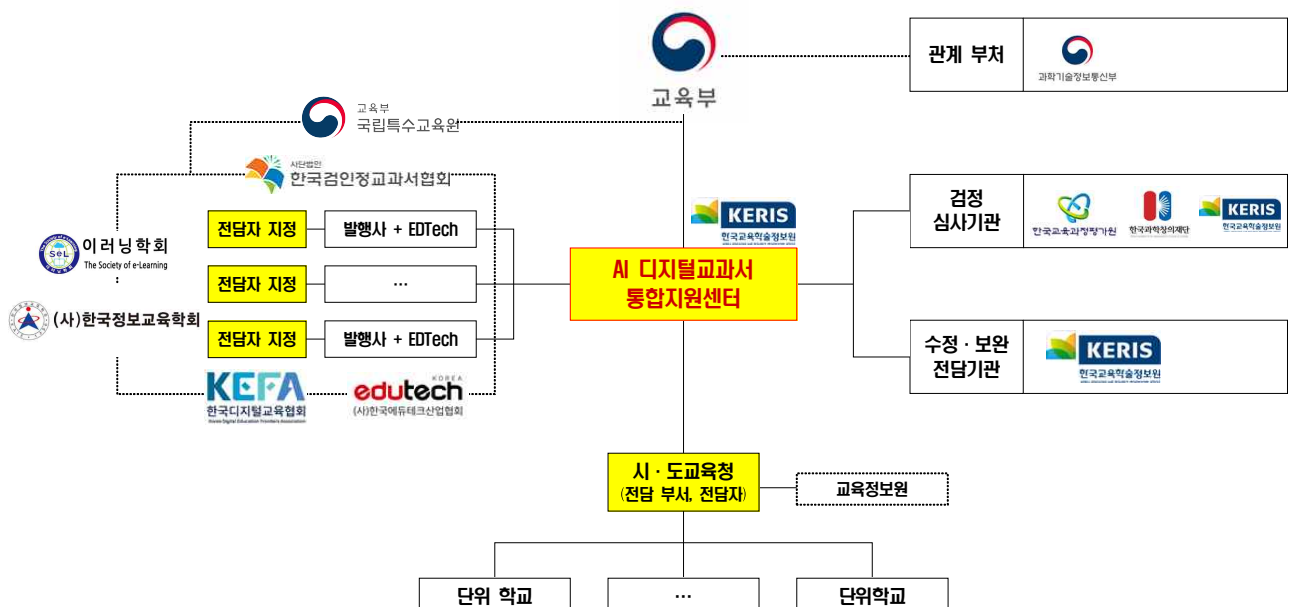 교육부
관계 부처
과학기술정보통신부
교육부
국립특수교육원
사단법인
한국검인정교과서협회
이러닝학회
The Society of e-Learning
SeL
(사)한국정보교육학회
전담자 지정
발행사 + EDTech
전담자 지정
…
전담자 지정
발행사 + EDTech
KEFA
한국디지털교육협회
Korea Digital Education Frontiers Association
KOREA
edutech
(사)한국에듀테크산업협회
KERIS
한국교육학술정보원
AI 디지털교과서
통합지원센터
검정
심사기관
한국교육과정평가원
한국과학창의재단
KERIS
한국교육학술정보원
수정 · 보완
전담기관
KERIS
한국교육학술정보원
시 · 도교육청
(전담 부서, 전담자)
교육정보원
단위 학교
…
단위학교